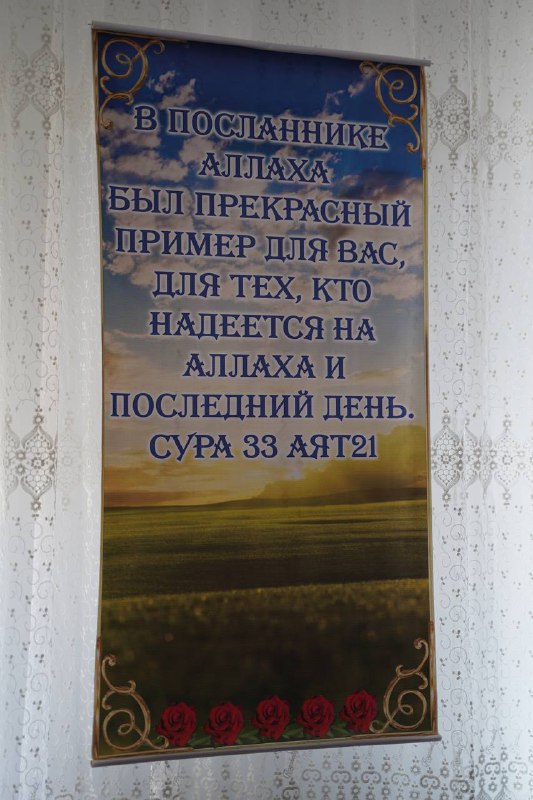 В ПОСЛАННИКЕ
АЛЛАХА
БЫЛ ПРЕКРАСНЫЙ
ПРИМЕР ДЛЯ ВАС,
ДЛЯ ТЕХ, КТО
НАДЕЕТСЯ НА
АЛЛАХА И
ПОСЛЕДНИЙ ДЕНЬ.
СУРА 33 АЯТ21